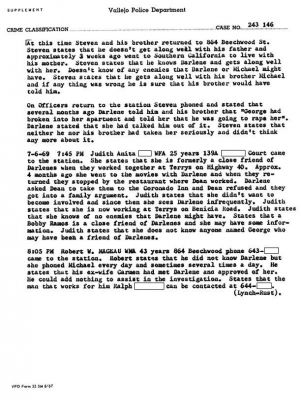 SUPPLEMENT
Vallejo Police Department
CRIME CLASSIFICATION
CASE NO. 243 146
At this time Steven and his brother returned to 864 Beechwood St.
Steven states that he doesn't get along well with his father and
approximately 3 weeks ago went to Southern California to live with
his mother. Steven states that he knows Darlene and gets along well
with her. Doesn't know of any enemies that Darlene or Michael might
have. Steven states that he gets along well with his brother Michael
and if any thing was wrong he is sure that his brother would have
told him.
On Officers return to the station Steven phoned and stated that
several months ago Darlene told him and his brother that "George had
broken into her apartment and told her that he was going to rape her".
Darlene stated that she had talked him out of it. Steven states that
neither he nor his brother had taken her seriously and didn't think
any more about it.
7-6-69 7:45 PM Judith Anita WFA 25 years 139A Court came
to the station. She states that she is formerly a close friend of
Darlenes when they worked together at Terrys on Highway 40. Approx.
4 months ago she went to the movies with Darlene and when they re-
turned they stopped by the restaurant where Dean worked. Darlene
asked Dean to take them to the Coronado Inn and Dean refused and they
got into a family argument. Judith states that she didn't want to
become involved and since then she sees Darlene infrequently. Judith
states that she is now working at Terrys on Benicia Road. Judith states
that she knows of no enemies that Darlene might have. States that a
Bobby Ramos is a close friend of Darlenes and she may have some infor-
mation. Judith states that she does not know anyone named George who
may have been a friend of Darlenes.
8:05 PM Robert W. MAGEAU WMA 43 years 864 Beechwood phone 643-
came to the station. Robert states that he did not know Darlene but
she phoned Michael every day and sometimes several times a day. He
states that his ex-wife Carmen had met Darlene and approved of her.
He could add nothing to assist in the investigation. States that the
man that works for him Ralph can be contacted at 644-
(Lynch-Rust).
VPD Form